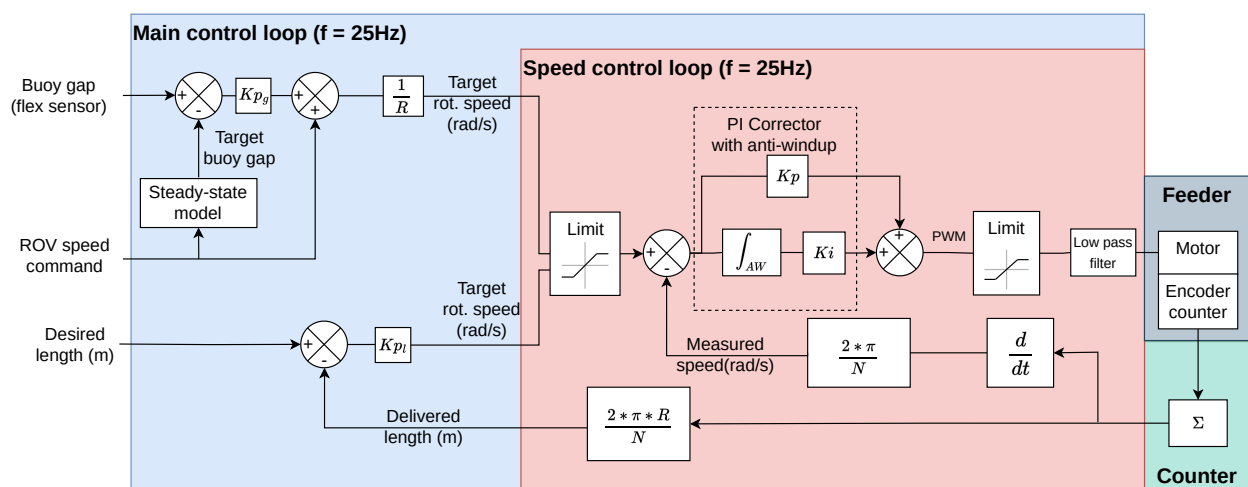 Main control loop (f = 25Hz)
Speed control loop (f = 25Hz)
Buoy gap
(flex sensor)
+
-
Kp_g
+
+
1
R
Target
rot. speed
(rad/s)
Target
buoy gap
Steady-state
model
ROV speed
command
PI Corrector
with anti-windup
Kp
Limit
+
-
∫_AW
Ki
+
+
PWM
Limit
Low pass
filter
Feeder
Motor
Encoder
counter
Desired
length (m)
+
-
Kp_l
Target
rot. speed
(rad/s)
Measured
speed(rad/s)
2 * π
N
d
dt
Delivered
length (m)
2 * π * R
N
Σ
Counter